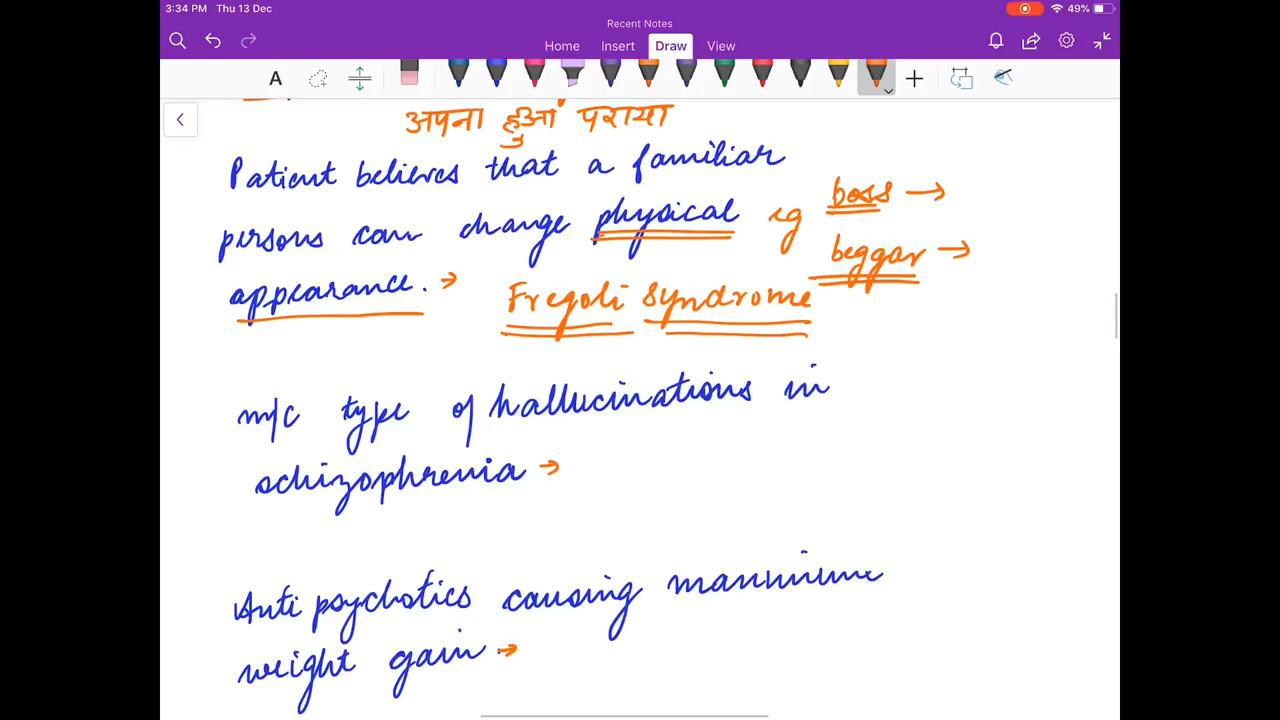 3:34 PM Thu 13 Dec
49%
Recent Notes
Home Insert Draw View
A
अपना हुआ पराया
Patient believes that a familiar
persons can change physical eg boss →
beggar →
appearance. →
Fregoli syndrome
m/c type of hallucinations in
schizophrenia →
Antipsychotics causing maximum
weight gain →